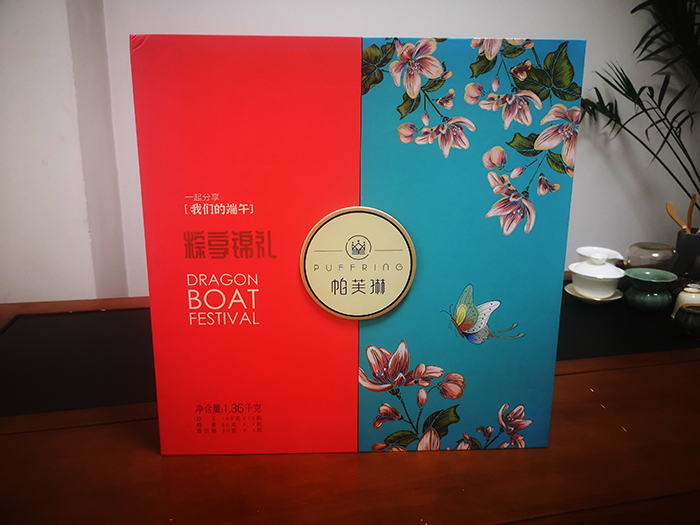 一起分享
[我们的端午]
粽享锦礼
DRAGON
BOAT
FESTIVAL
PUFFRING
帕芙琳
净含量:1.36千克